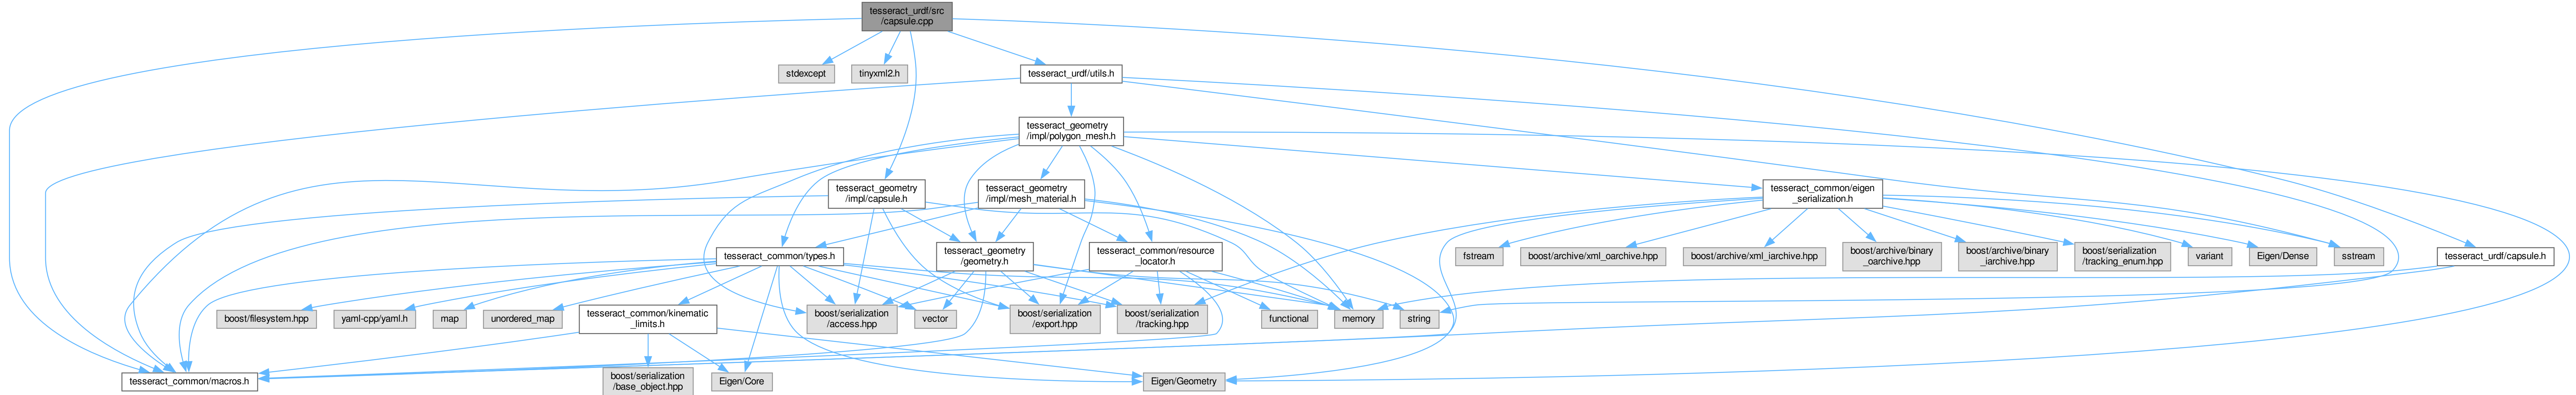 tesseract_urdf/src
/capsule.cpp
stdexcept
tinyxml2.h
tesseract_urdf/utils.h
tesseract_geometry
/impl/polygon_mesh.h
tesseract_geometry
/impl/capsule.h
tesseract_geometry
/impl/mesh_material.h
tesseract_common/eigen
_serialization.h
tesseract_common/types.h
tesseract_geometry
/geometry.h
tesseract_common/resource
_locator.h
fstream
boost/archive/xml_oarchive.hpp
boost/archive/xml_iarchive.hpp
boost/archive/binary
_oarchive.hpp
boost/archive/binary
_iarchive.hpp
boost/serialization
/tracking_enum.hpp
variant
Eigen/Dense
sstream
tesseract_urdf/capsule.h
boost/filesystem.hpp
yaml-cpp/yaml.h
map
unordered_map
tesseract_common/kinematic
_limits.h
boost/serialization
/access.hpp
vector
boost/serialization
/export.hpp
boost/serialization
/tracking.hpp
functional
memory
string
tesseract_common/macros.h
boost/serialization
/base_object.hpp
Eigen/Core
Eigen/Geometry